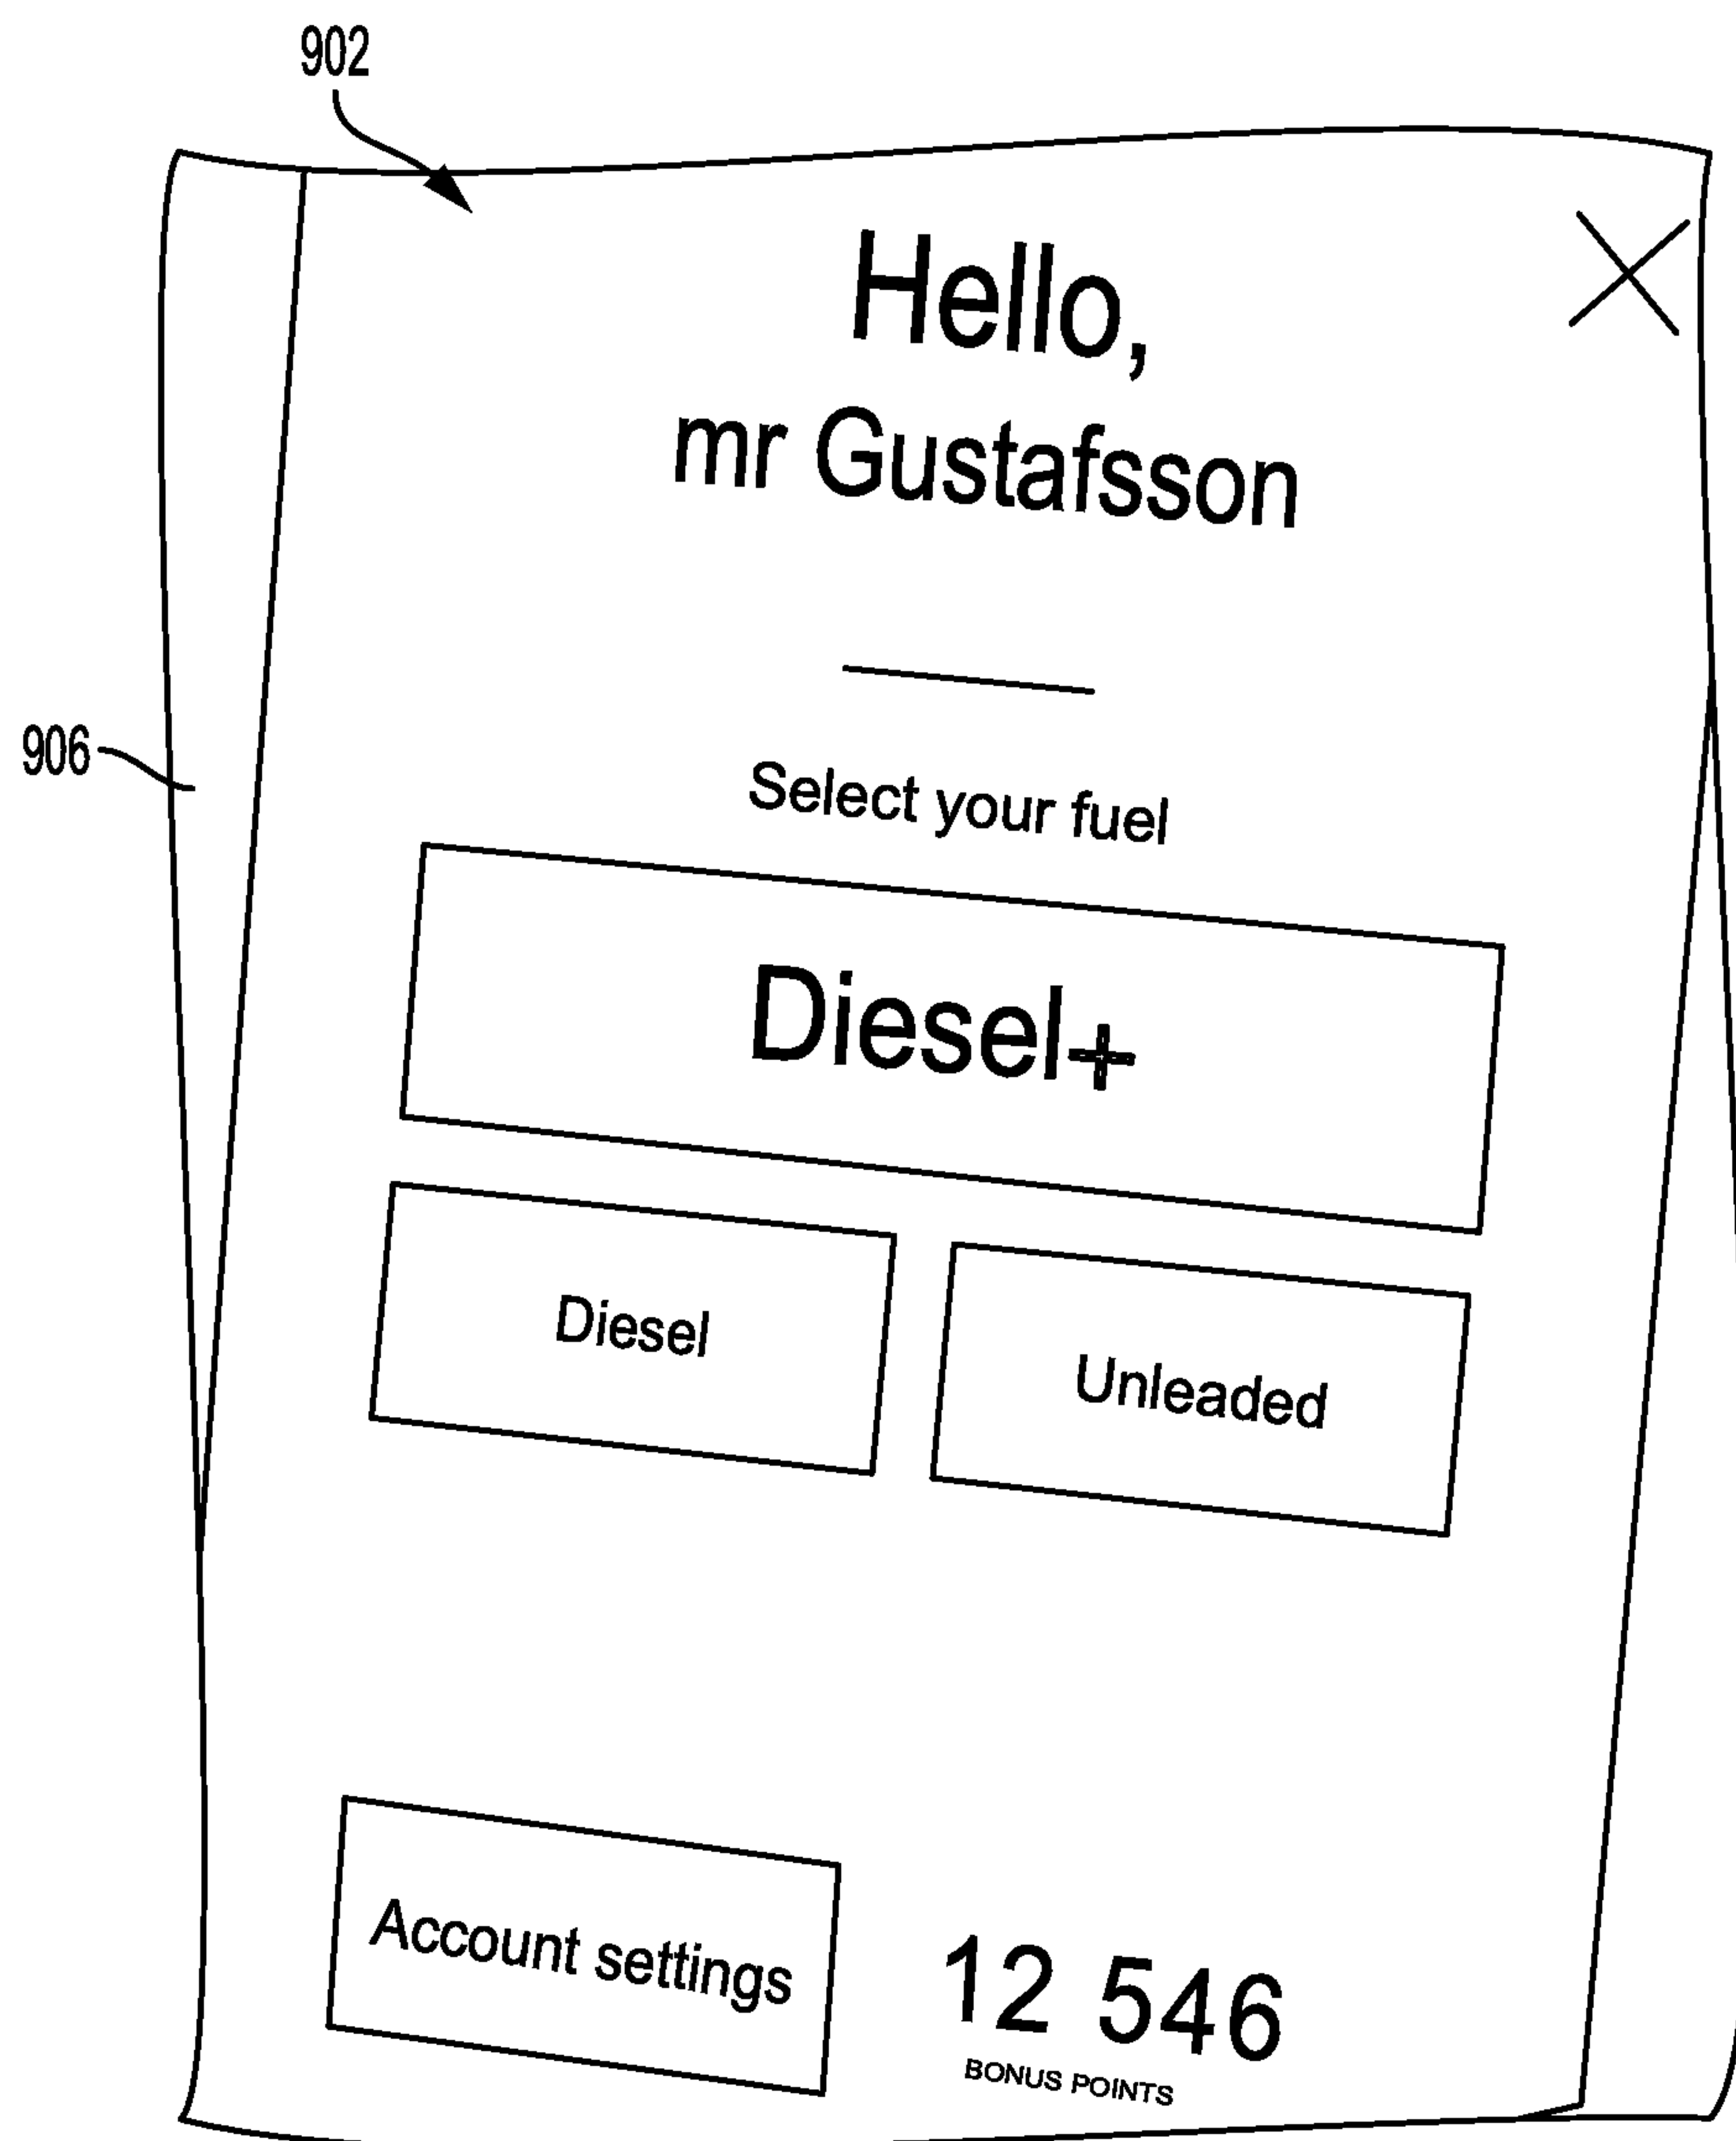 902
Hello,
mr Gustafsson
906
Select your fuel
Diesel+
Diesel
Unleaded
Account settings
12 546
BONUS POINTS